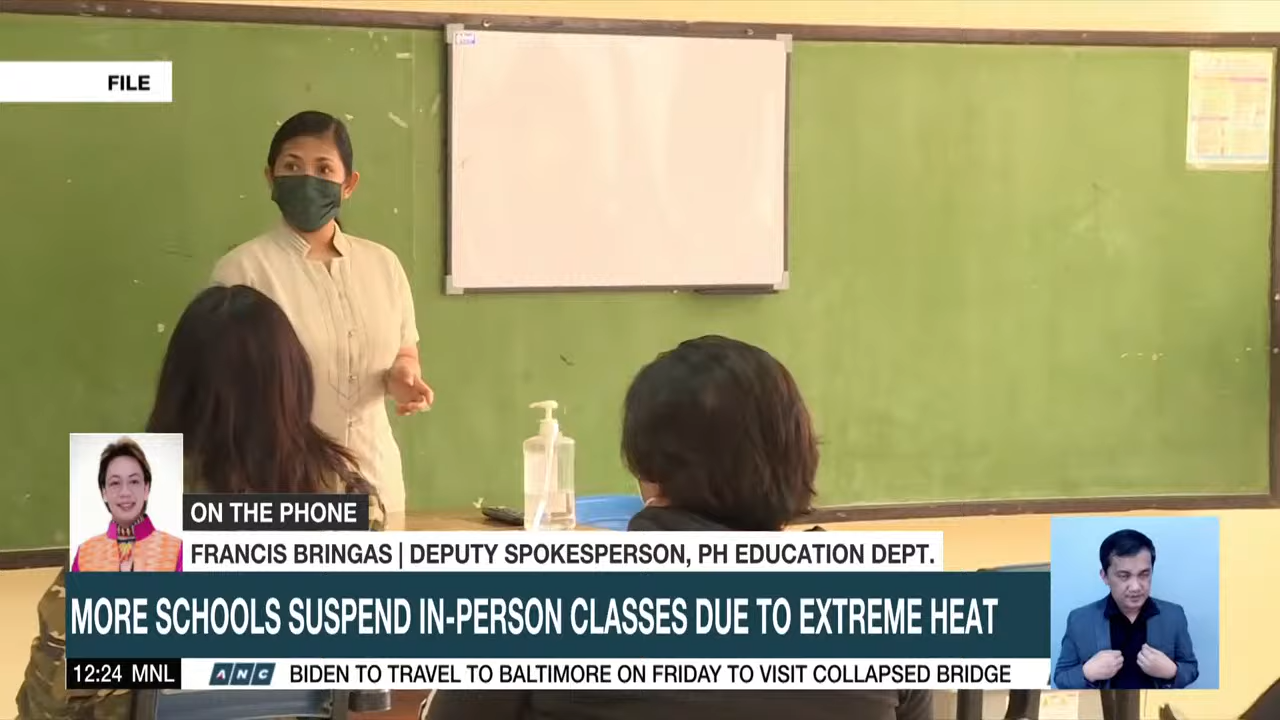 FILE
ON THE PHONE
FRANCIS BRINGAS | DEPUTY SPOKESPERSON, PH EDUCATION DEPT.
MORE SCHOOLS SUSPEND IN-PERSON CLASSES DUE TO EXTREME HEAT
12:24 MNL
ANC
BIDEN TO TRAVEL TO BALTIMORE ON FRIDAY TO VISIT COLLAPSED BRIDGE